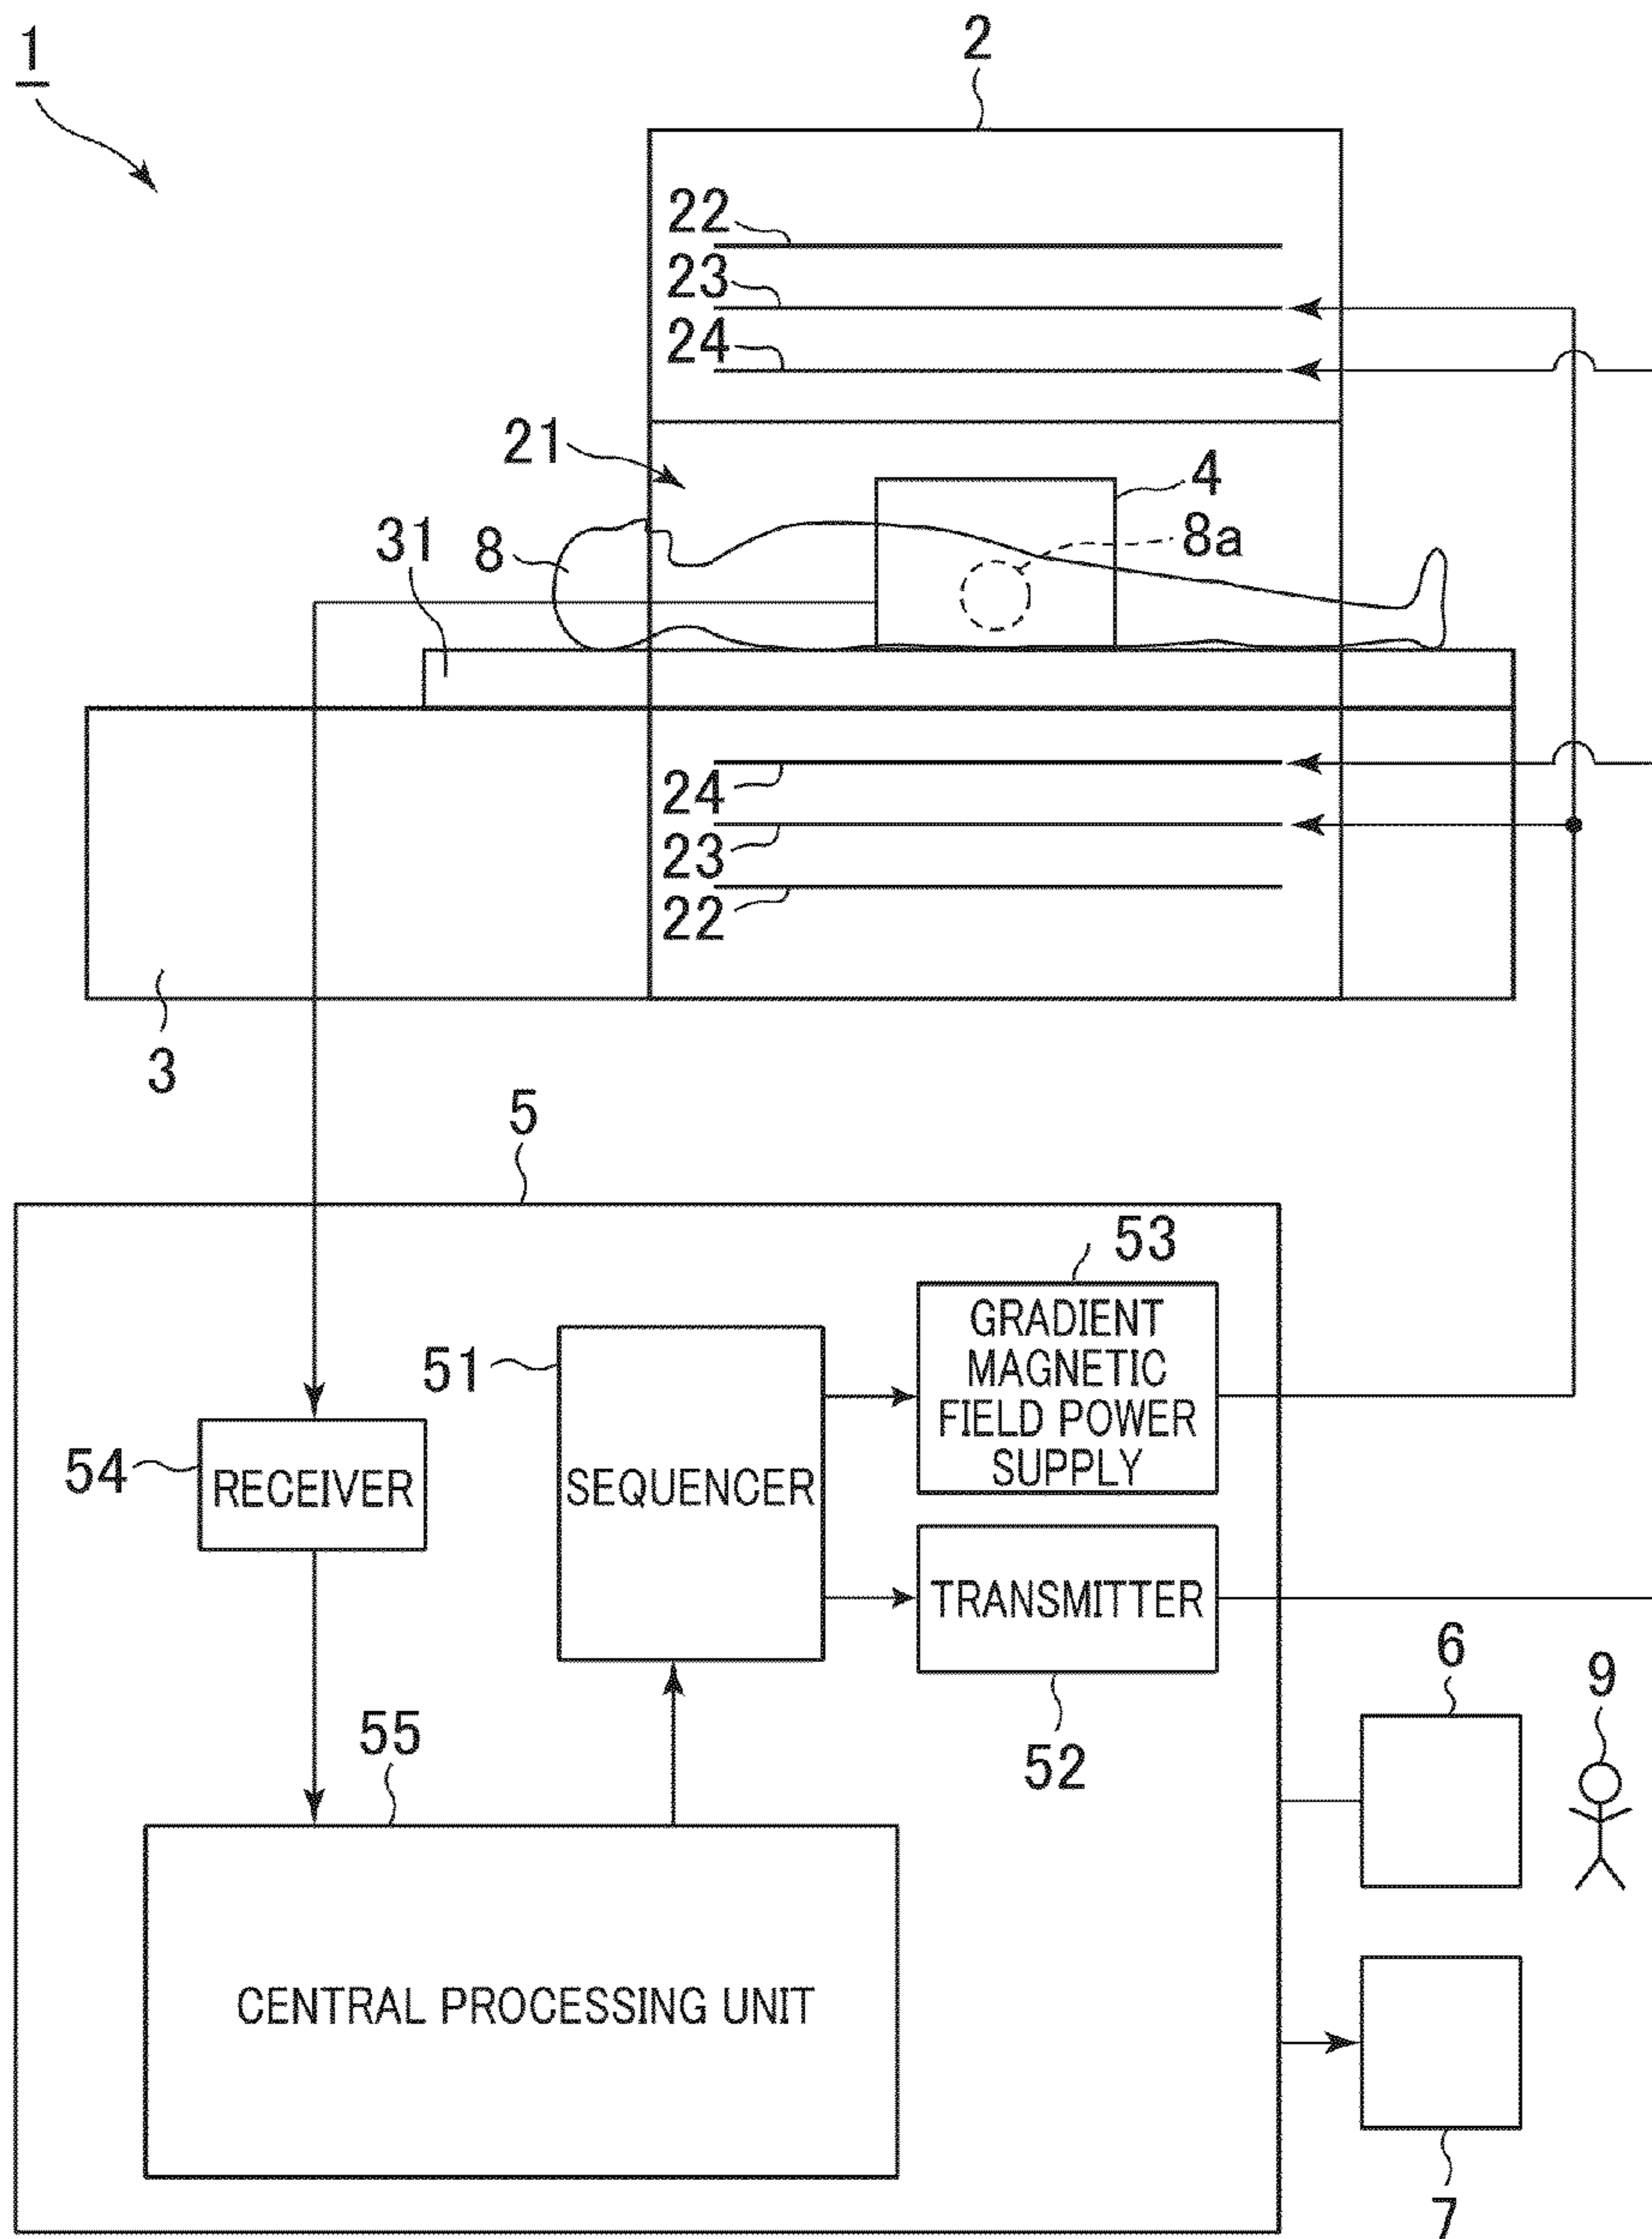 1
2
22
23
24
21
4
8a
31
8
24
23
22
3
5
53
GRADIENT
MAGNETIC
FIELD POWER
SUPPLY
51
SEQUENCER
54
RECEIVER
TRANSMITTER
52
6
9
55
CENTRAL PROCESSING UNIT
7